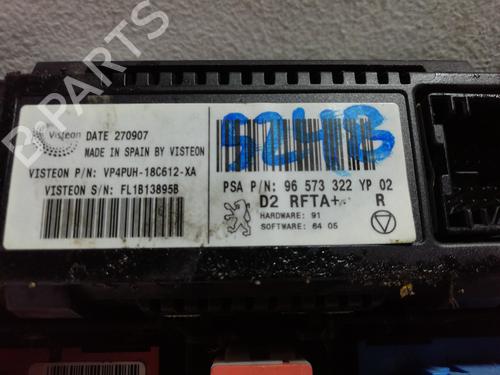 Visteon
DATE 270907
MADE IN SPAIN BY VISTEON
VISTEON P/N: VP4PUH-18C612-XA
VISTEON S/N: FL1B13895B
524B
PSA P/N: 96 573 322 YP 02
D2 RFTA+ R
HARDWARE: 91
SOFTWARE: 64 05
B-PARTS